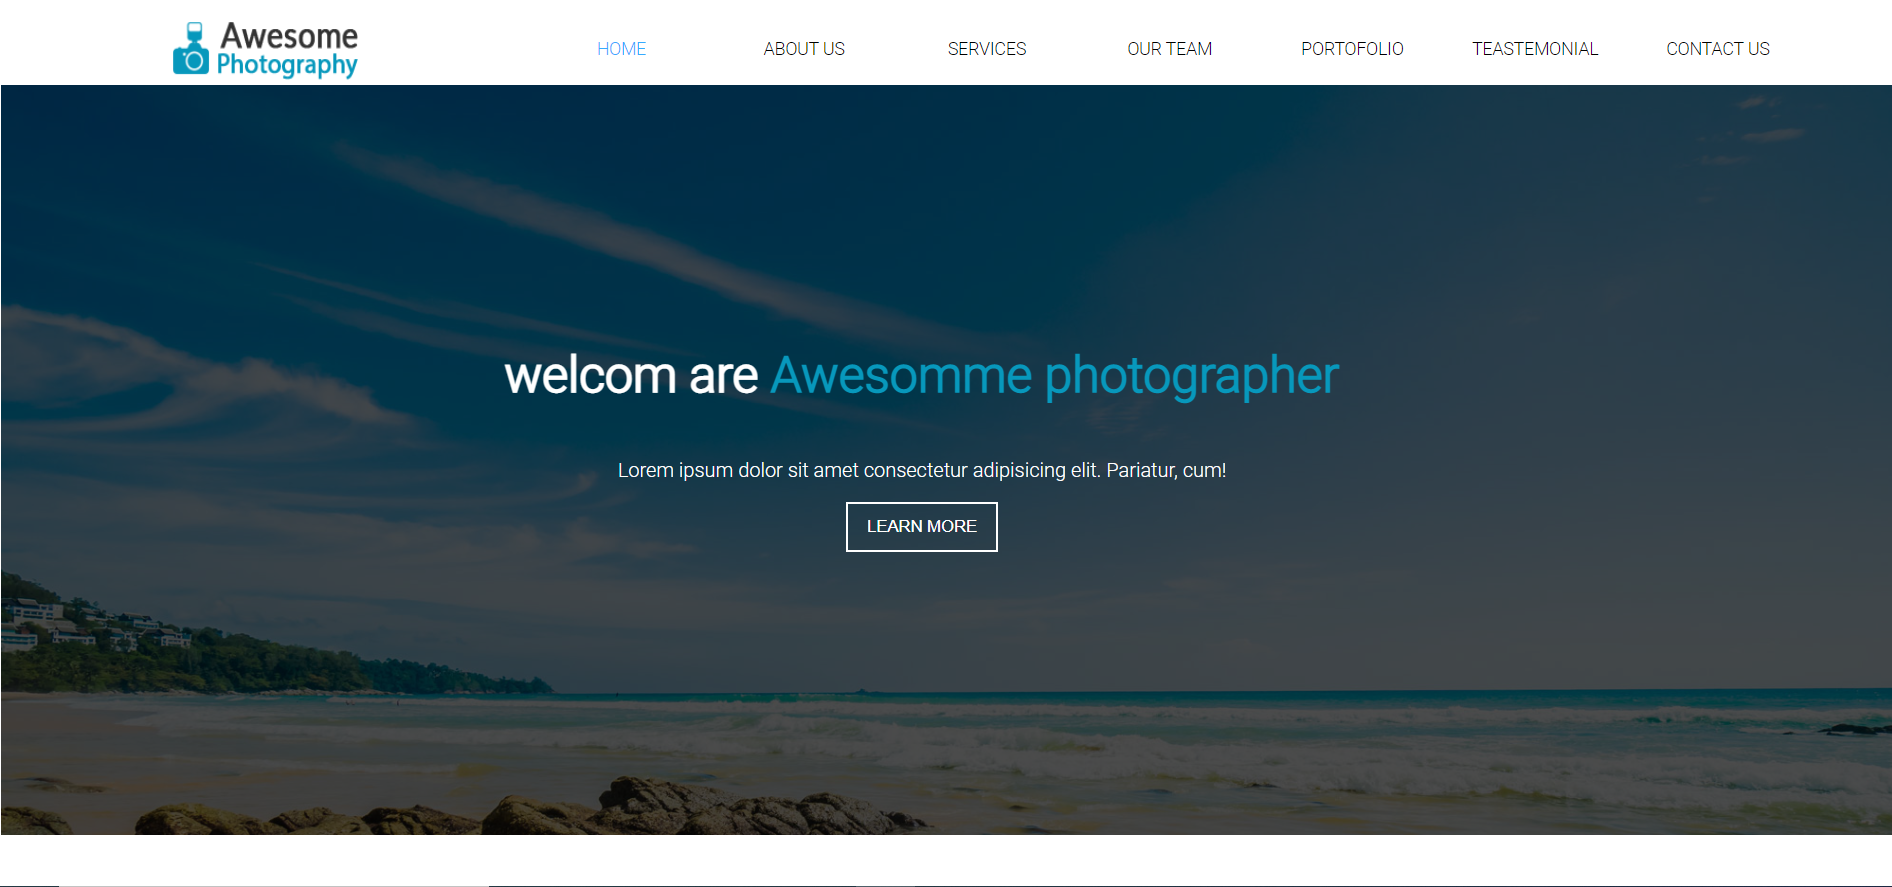 Awesome
Photography
HOME ABOUT US SERVICES OUR TEAM PORTOFOLIO TEASTEMONIAL CONTACT US
welcom are Awesomme photographer
Lorem ipsum dolor sit amet consectetur adipisicing elit. Pariatur, cum!
LEARN MORE